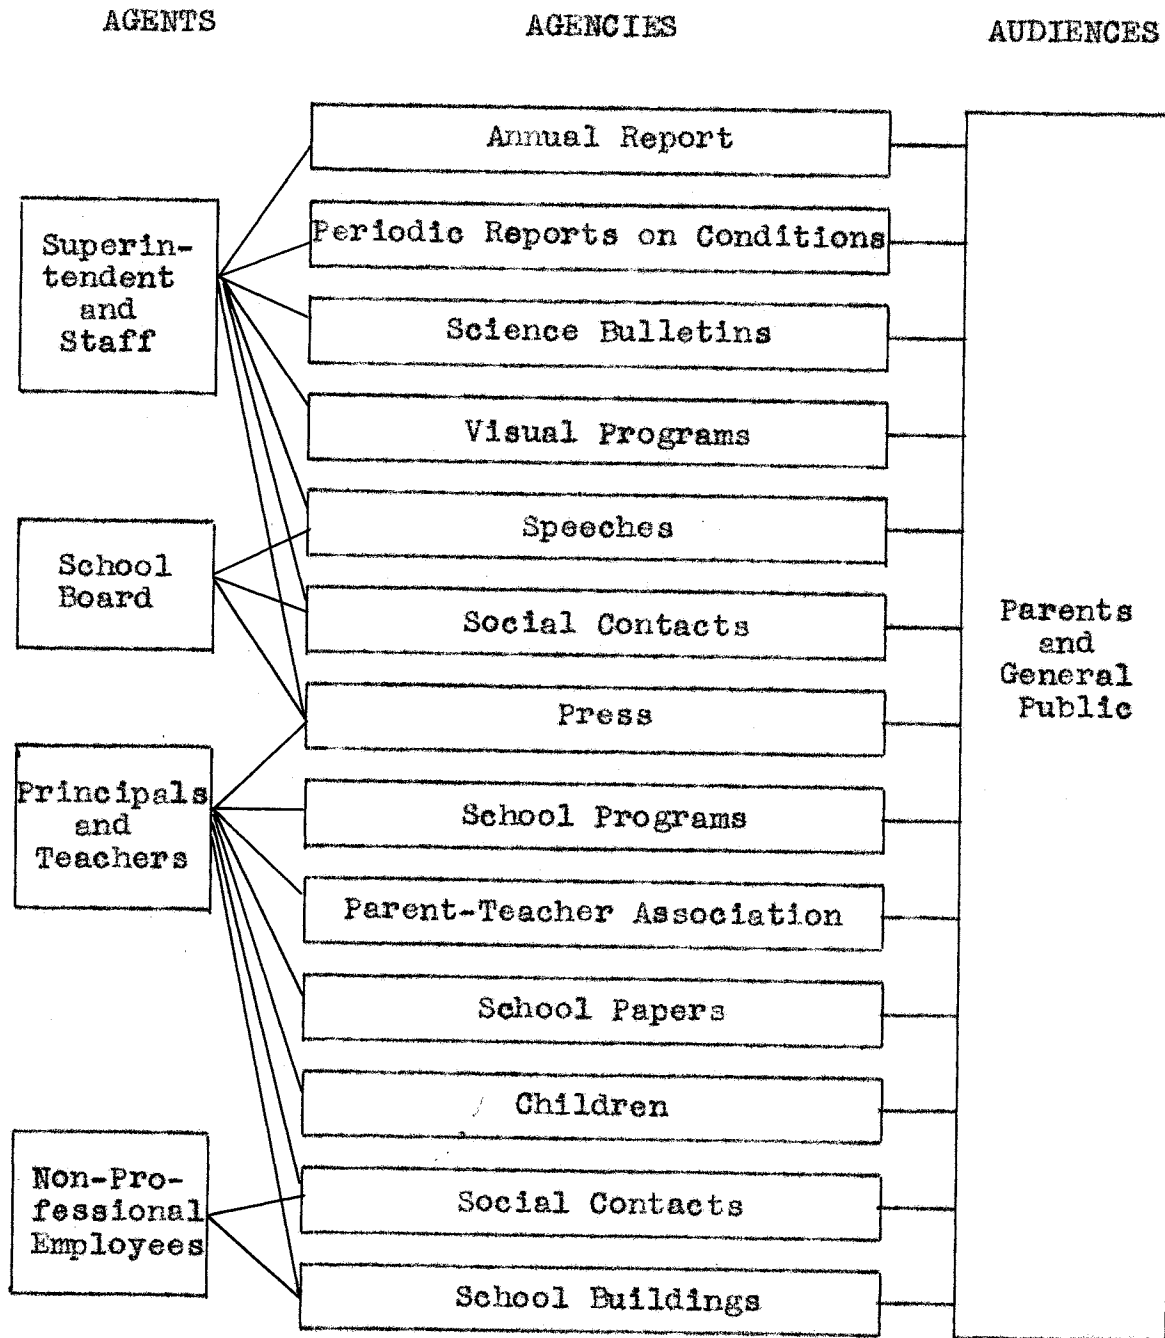 AGENTS
AGENCIES
AUDIENCES
Superin-
tendent
and
Staff
School
Board
Principals
and
Teachers
Non-Pro-
fessional
Employees
Annual Report
Periodic Reports on Conditions
Science Bulletins
Visual Programs
Speeches
Social Contacts
Press
School Programs
Parent-Teacher Association
School Papers
Children
Social Contacts
School Buildings
Parents
and
General
Public